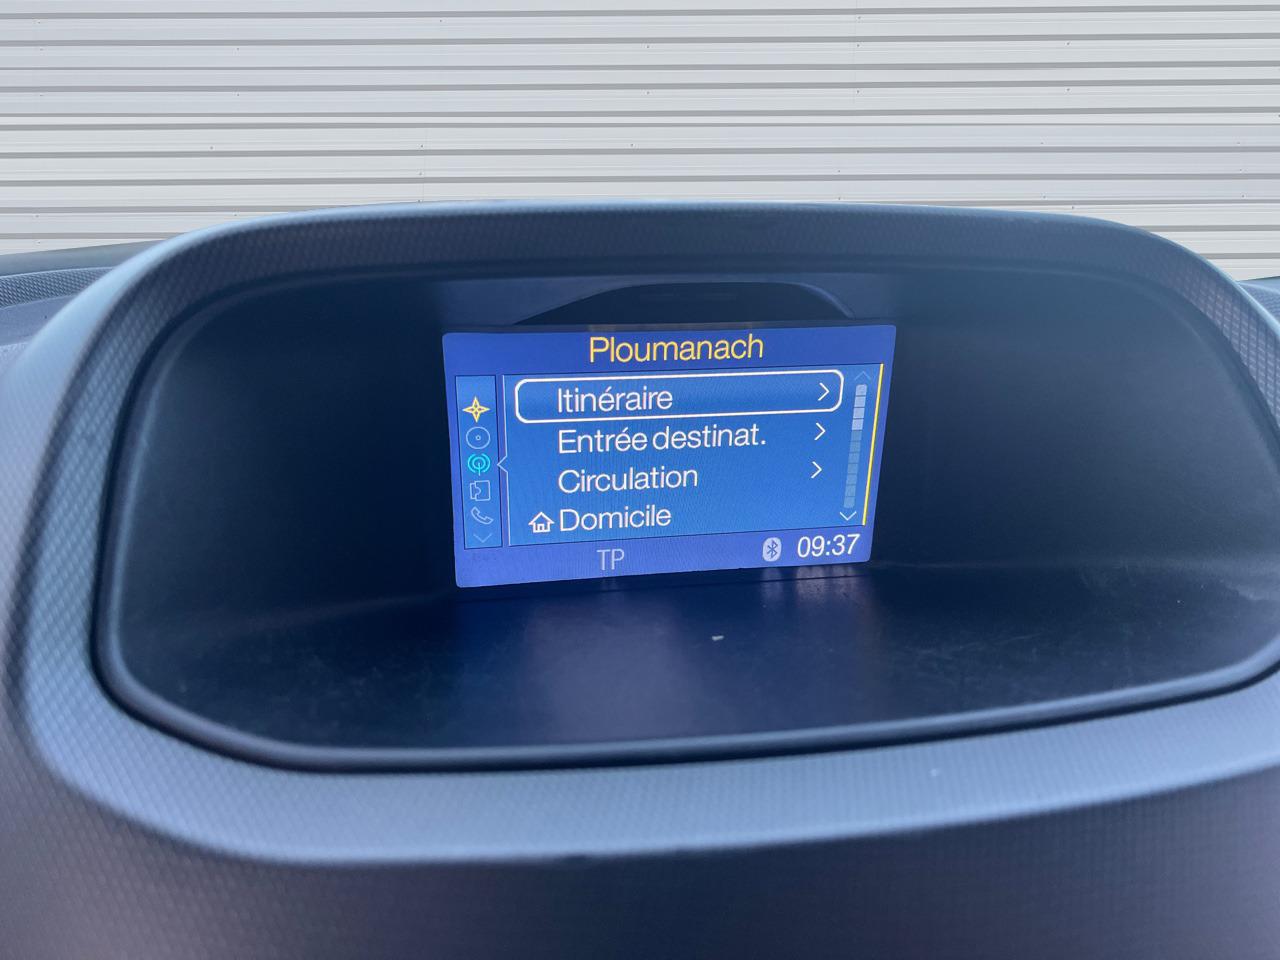 Ploumanach
Itinéraire
Entrée destinat.
Circulation
Domicile
TP 09:37